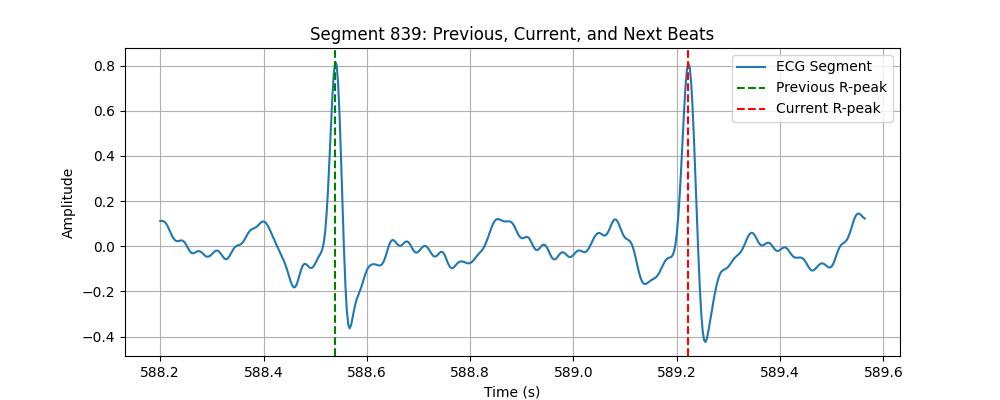 Segment 839: Previous, Current, and Next Beats
ECG Segment
Previous R-peak
Current R-peak
Amplitude
0.8
0.6
0.4
0.2
0.0
−0.2
−0.4
588.2 588.4 588.6 588.8 589.0 589.2 589.4 589.6
Time (s)